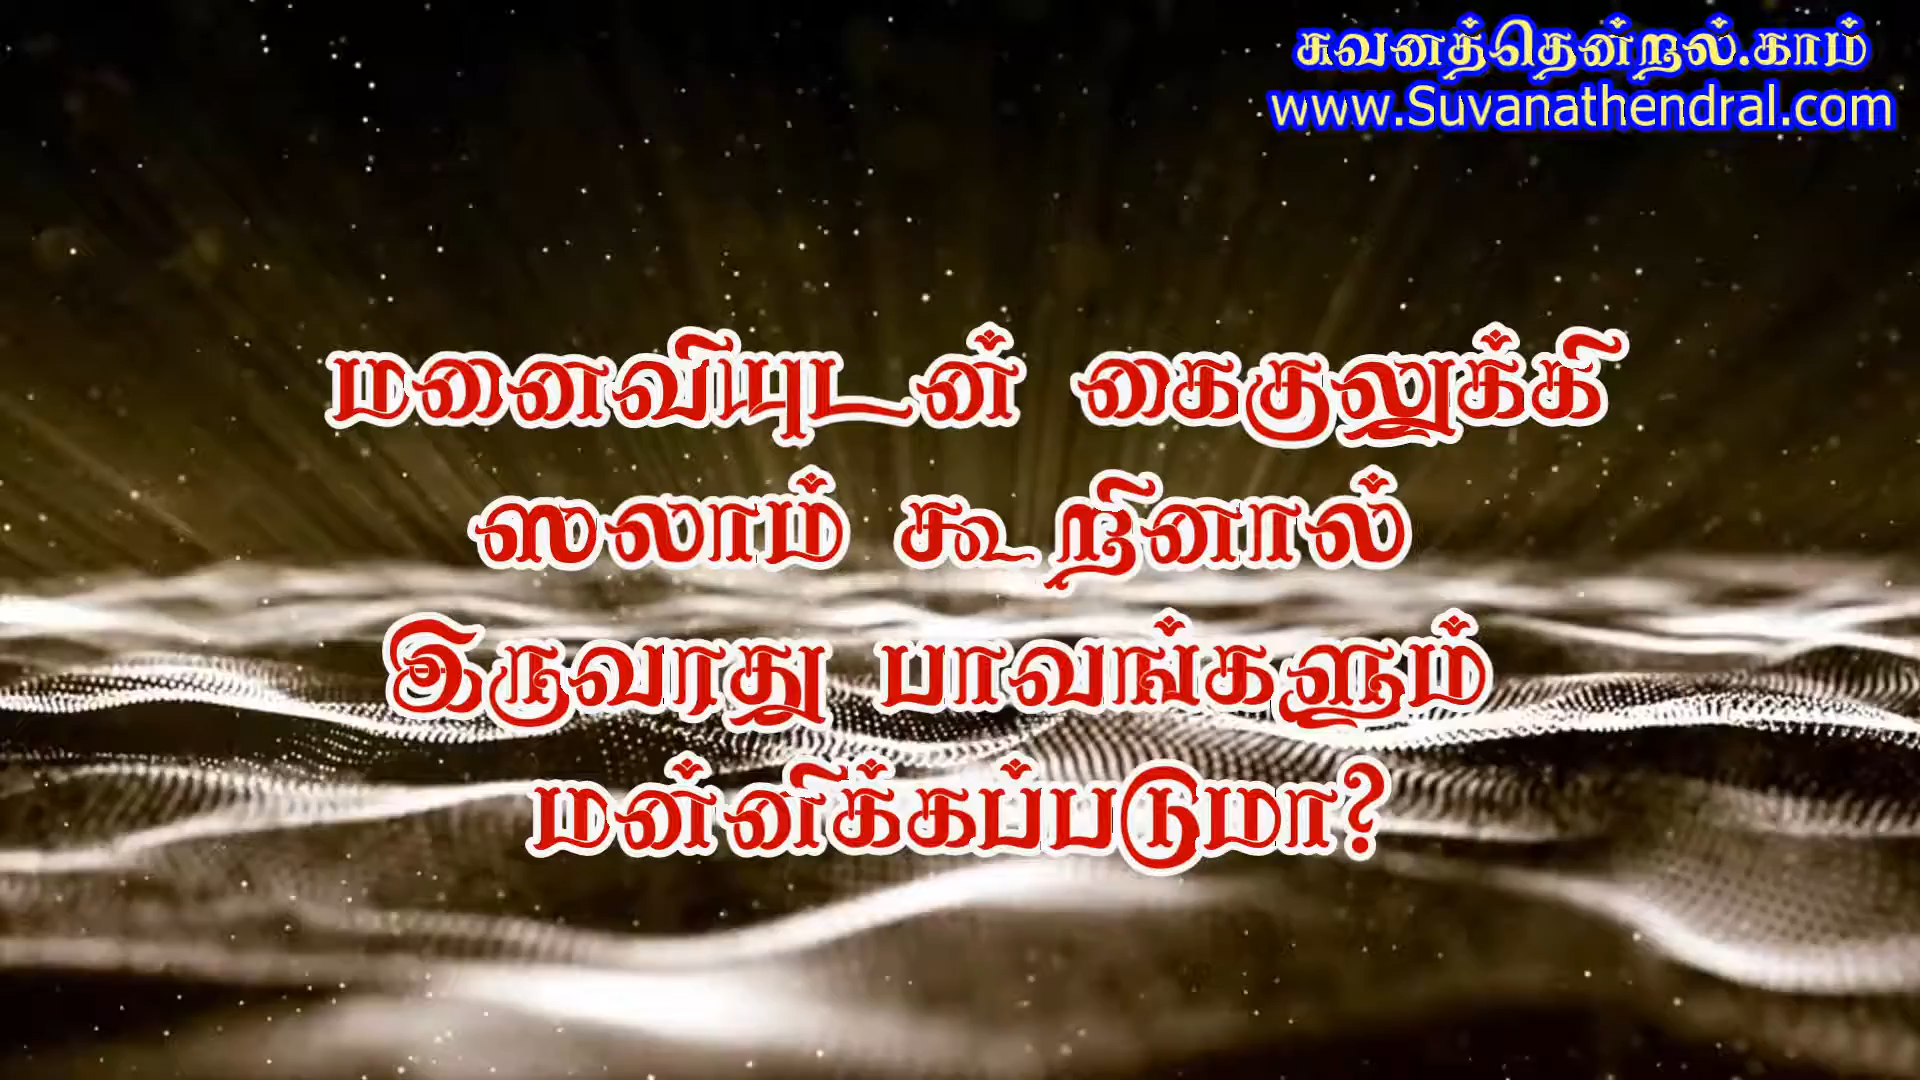 சுவனத்தென்றல்.காம்
www.Suvanathendral.com
மனைவியுடன் கைகுலுக்கி
ஸலாம் கூறினால்
இருவரது பாவங்களும்
மன்னிக்கப்படுமா?